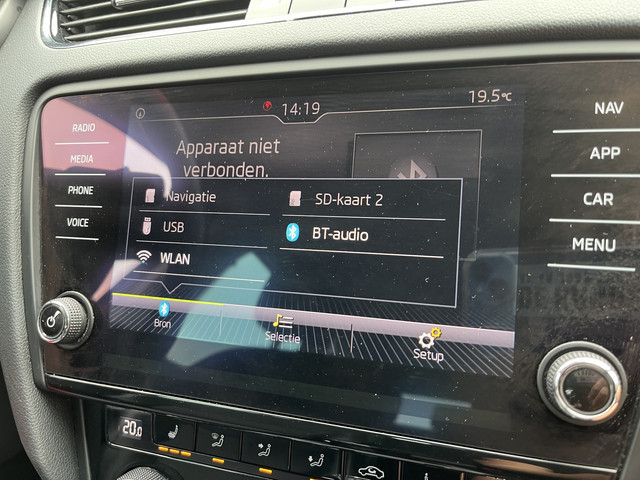 14:19
19.5°C
RADIO
MEDIA
PHONE
VOICE
Apparaat niet
verbonden.
Navigatie
SD-kaart 2
USB
BT-audio
WLAN
Bron
Selectie
Setup
NAV
APP
CAR
MENU
20.0